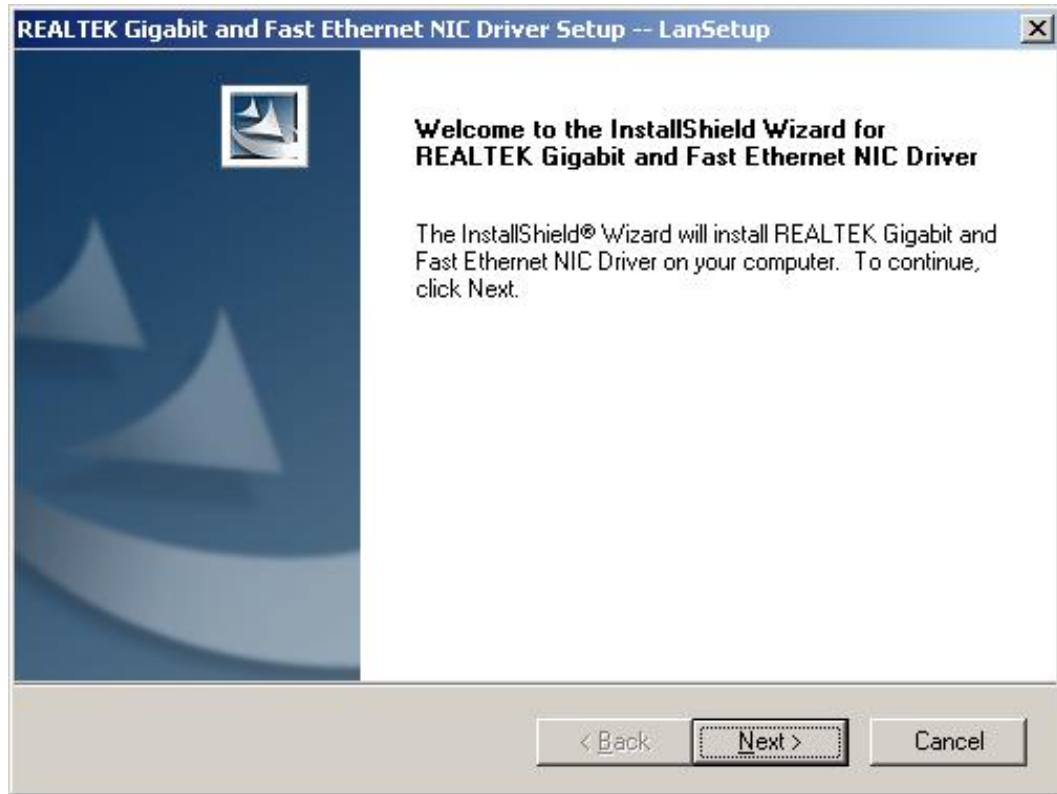 REALTEK Gigabit and Fast Ethernet NIC Driver Setup -- LanSetup
Welcome to the InstallShield Wizard for
REALTEK Gigabit and Fast Ethernet NIC Driver
The InstallShield® Wizard will install REALTEK Gigabit and
Fast Ethernet NIC Driver on your computer.  To continue,
click Next.
< Back
Next >
Cancel